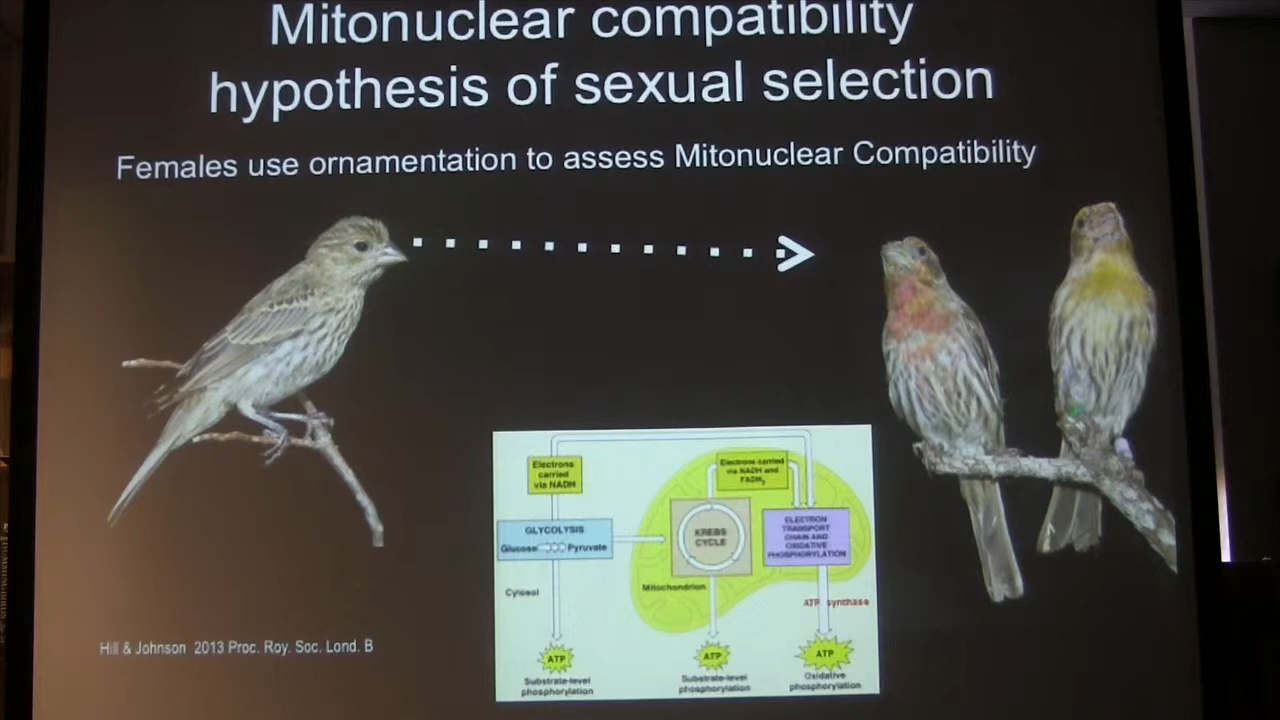 Mitonuclear compatibility
hypothesis of sexual selection
Females use ornamentation to assess Mitonuclear Compatibility
Electrons
carried
via NADH
Electrons carried
via NADH and
FADH2
GLYCOLYSIS
Glucose Pyruvate
KREBS
CYCLE
ELECTRON
TRANSPORT
CHAIN AND
OXIDATIVE
PHOSPHORYLATION
Cytosol
Mitochondrion
ATP synthase
ATP
ATP
ATP
Substrate-level
phosphorylation
Substrate-level
phosphorylation
Oxidative
phosphorylation
Hill & Johnson 2013 Proc. Roy. Soc. Lond. B